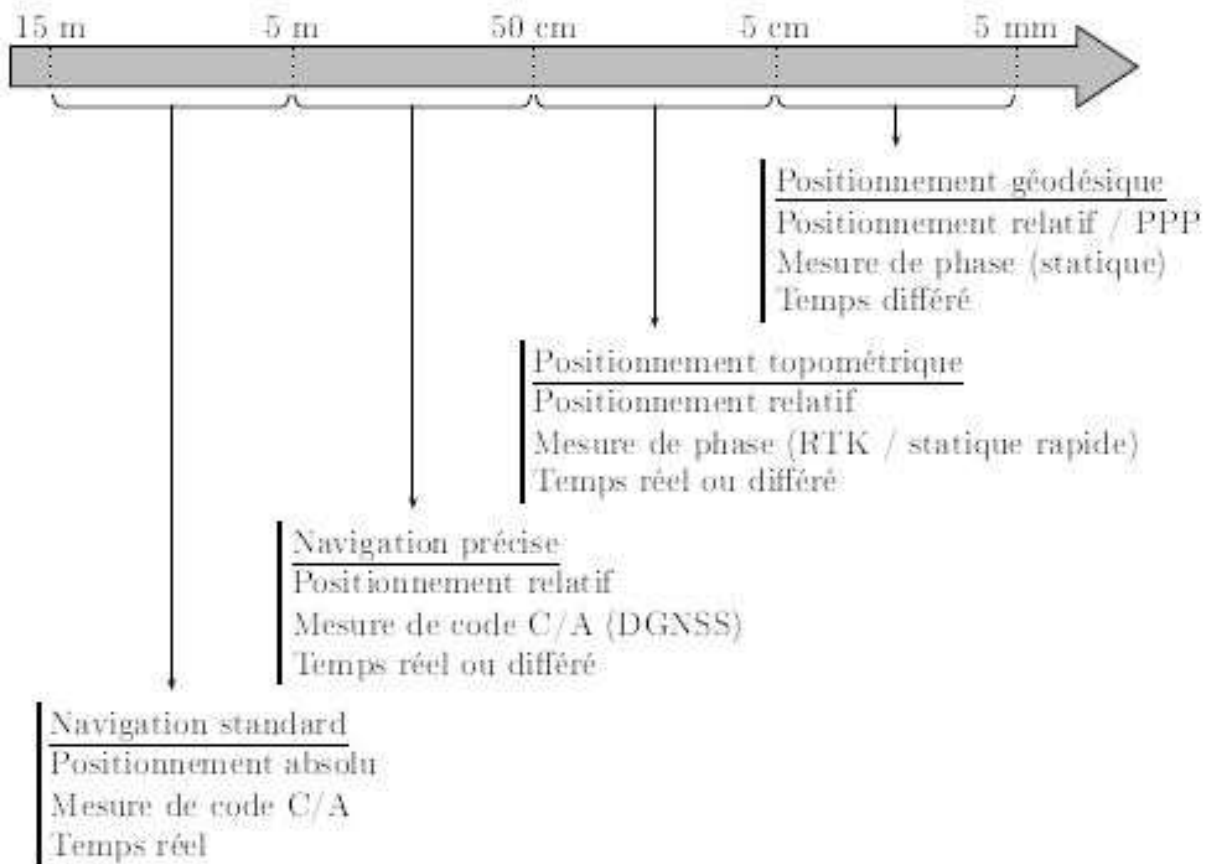 15 m 5 m 50 cm 5 cm 5 mm
Positionnement géodésique
Positionnement relatif / PPP
Mesure de phase (statique)
Temps différé
Positionnement topométrique
Positionnement relatif
Mesure de phase (RTK / statique rapide)
Temps réel ou différé
Navigation précise
Positionnement relatif
Mesure de code C/A (DGNSS)
Temps réel ou différé
Navigation standard
Positionnement absolu
Mesure de code C/A
Temps réel